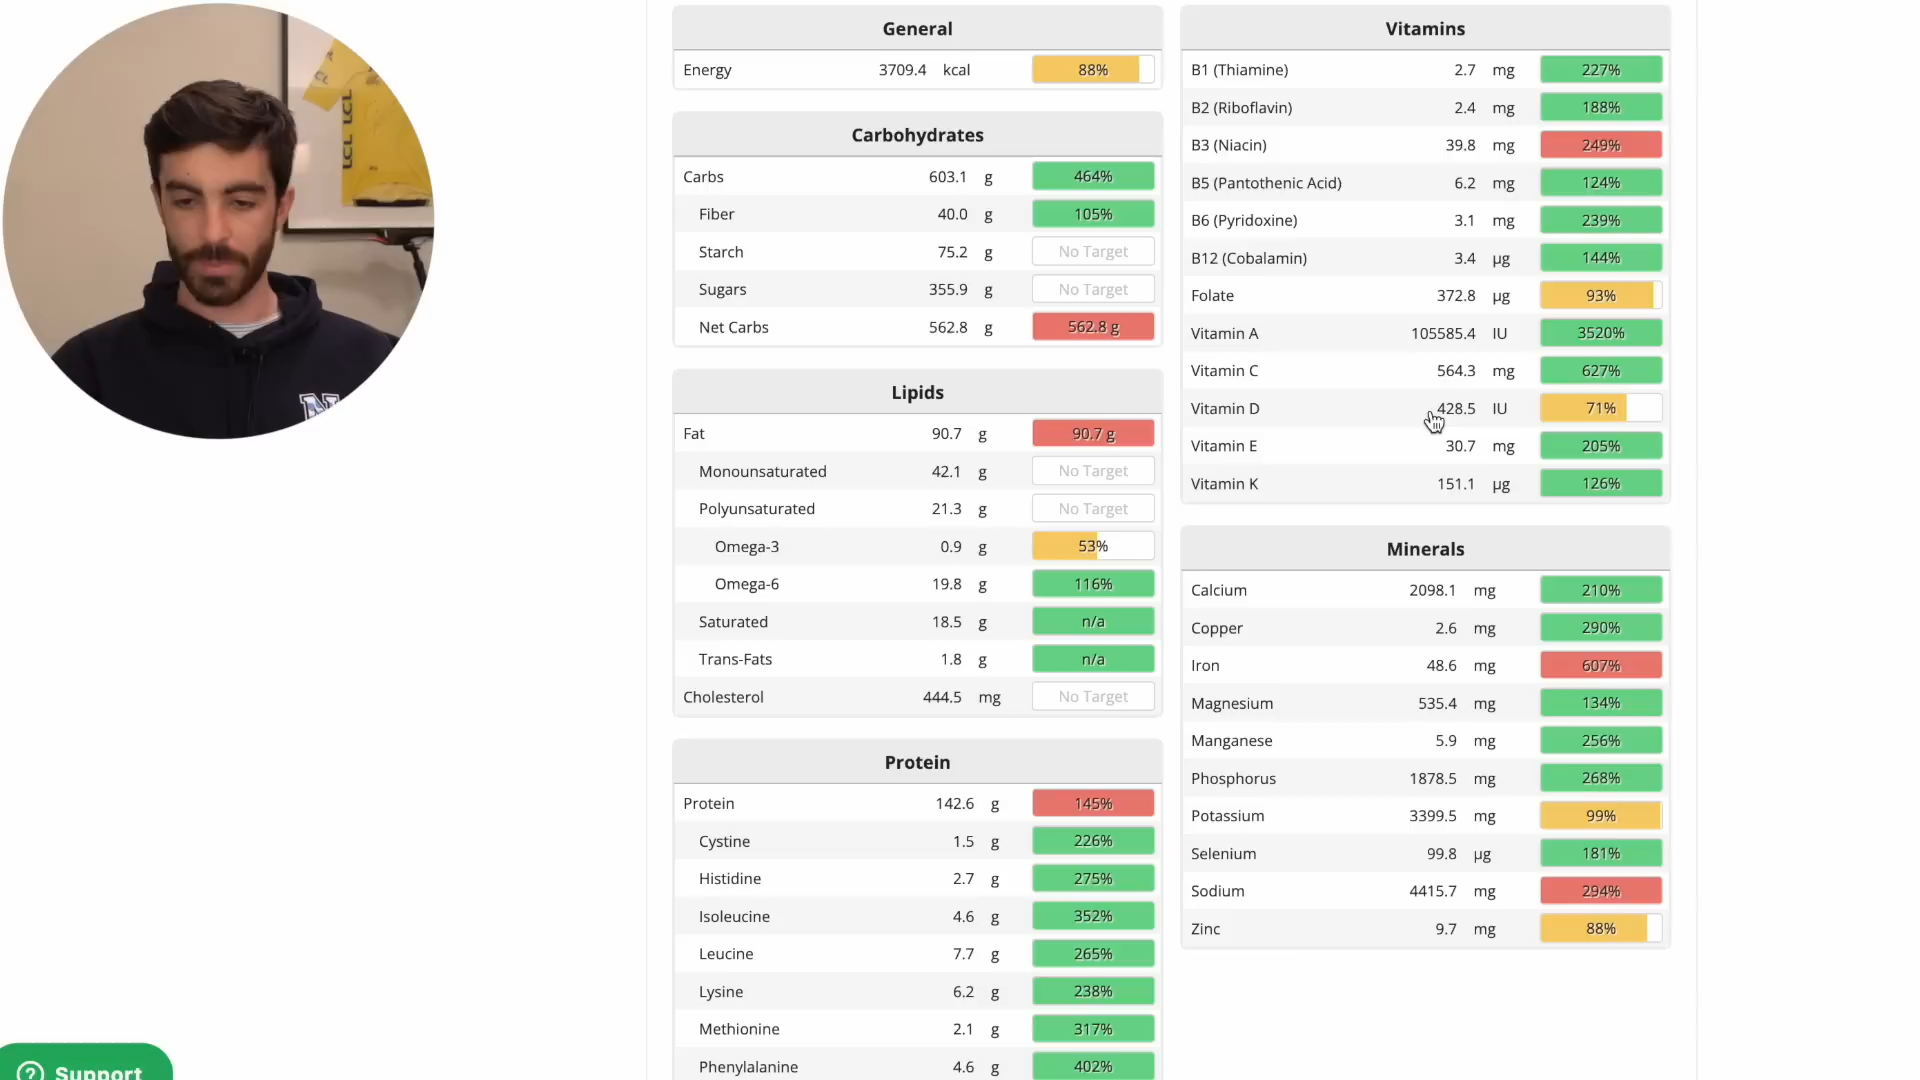 LCL LCL
LCL
General
Energy 3709.4 kcal 88%
Carbohydrates
Carbs 603.1 g 464%
Fiber 40.0 g 105%
Starch 75.2 g No Target
Sugars 355.9 g No Target
Net Carbs 562.8 g 562.8 g
Lipids
Fat 90.7 g 90.7 g
Monounsaturated 42.1 g No Target
Polyunsaturated 21.3 g No Target
Omega-3 0.9 g 53%
Omega-6 19.8 g 116%
Saturated 18.5 g n/a
Trans-Fats 1.8 g n/a
Cholesterol 444.5 mg No Target
Protein
Protein 142.6 g 145%
Cystine 1.5 g 226%
Histidine 2.7 g 275%
Isoleucine 4.6 g 352%
Leucine 7.7 g 265%
Lysine 6.2 g 238%
Methionine 2.1 g 317%
Phenylalanine 4.6 g 402%
Vitamins
B1 (Thiamine) 2.7 mg 227%
B2 (Riboflavin) 2.4 mg 188%
B3 (Niacin) 39.8 mg 249%
B5 (Pantothenic Acid) 6.2 mg 124%
B6 (Pyridoxine) 3.1 mg 239%
B12 (Cobalamin) 3.4 µg 144%
Folate 372.8 µg 93%
Vitamin A 105585.4 IU 3520%
Vitamin C 564.3 mg 627%
Vitamin D 428.5 IU 71%
Vitamin E 30.7 mg 205%
Vitamin K 151.1 µg 126%
Minerals
Calcium 2098.1 mg 210%
Copper 2.6 mg 290%
Iron 48.6 mg 607%
Magnesium 535.4 mg 134%
Manganese 5.9 mg 256%
Phosphorus 1878.5 mg 268%
Potassium 3399.5 mg 99%
Selenium 99.8 µg 181%
Sodium 4415.7 mg 294%
Zinc 9.7 mg 88%
N
? Support